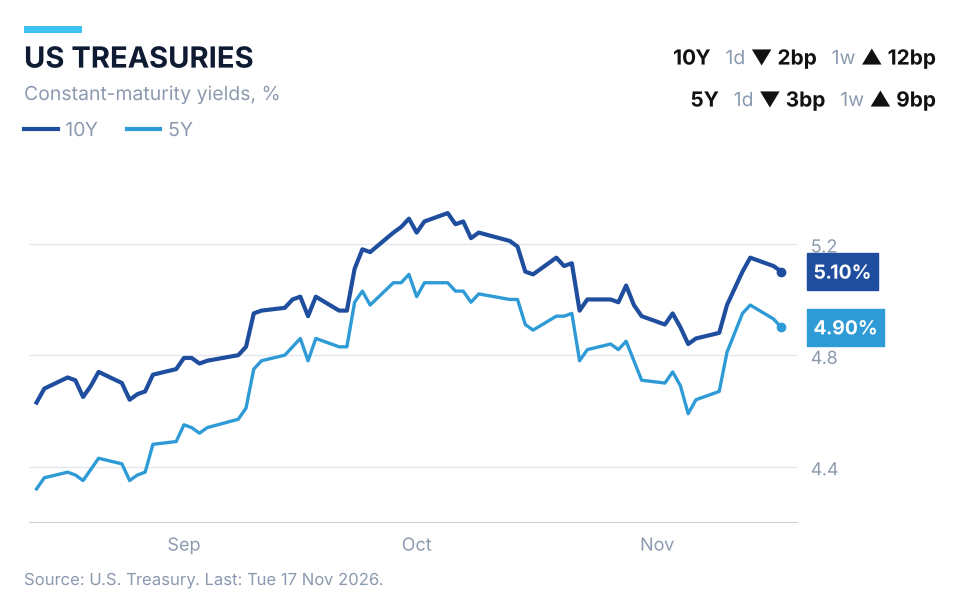 US TREASURIES
Constant-maturity yields, %
10Y 5Y
10Y 1d ▼ 2bp 1w ▲ 12bp
5Y 1d ▼ 3bp 1w ▲ 9bp
5.2
5.10%
4.90%
4.8
4.4
Sep Oct Nov
Source: U.S. Treasury. Last: Tue 17 Nov 2026.